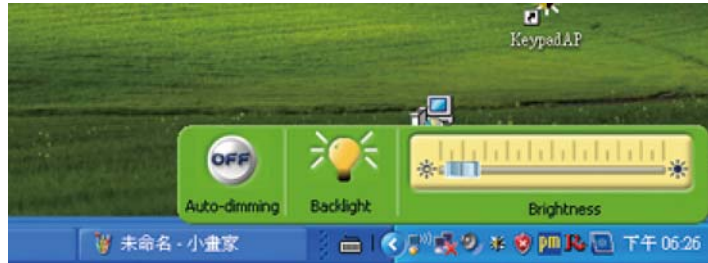 KeypadAP
OFF
Auto-dimming
Backlight
Brightness
未命名 - 小畫家
pm
下午 06:26